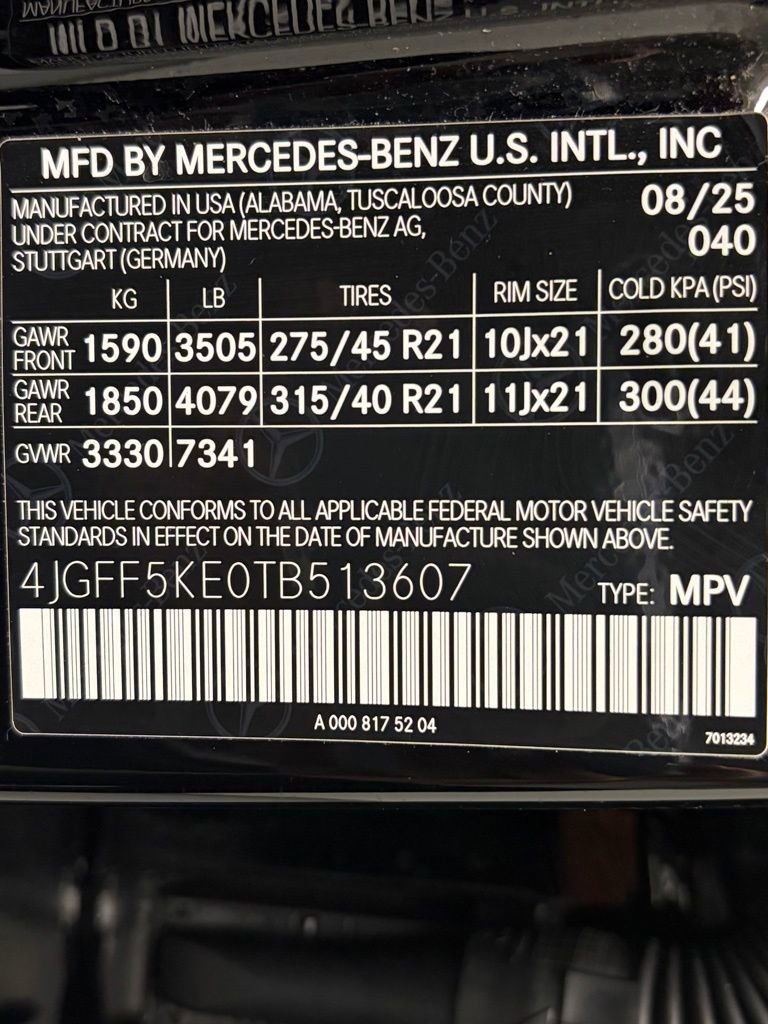 MFD BY MERCEDES-BENZ U.S. INTL., INC
MANUFACTURED IN USA (ALABAMA, TUSCALOOSA COUNTY) 08/25
UNDER CONTRACT FOR MERCEDES-BENZ AG, 040
STUTTGART (GERMANY)
KG LB TIRES RIM SIZE COLD KPA (PSI)
GAWR FRONT 1590 3505 275/45 R21 10Jx21 280(41)
GAWR REAR 1850 4079 315/40 R21 11Jx21 300(44)
GVWR 3330 7341
THIS VEHICLE CONFORMS TO ALL APPLICABLE FEDERAL MOTOR VEHICLE SAFETY
STANDARDS IN EFFECT ON THE DATE OF MANUFACTURE SHOWN ABOVE.
4JGFF5KE0TB513607 TYPE: MPV
A 000 817 52 04
7013234